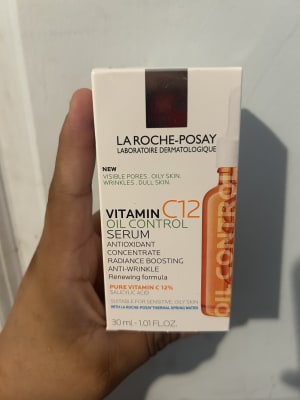 LA ROCHE-POSAY
LABORATOIRE DERMATOLOGIQUE
NEW
VISIBLE PORES. OILY SKIN.
WRINKLES. DULL SKIN.
VITAMIN C12
OIL CONTROL
SERUM
ANTIOXIDANT
CONCENTRATE
RADIANCE BOOSTING
ANTI-WRINKLE
Renewing formula
PURE VITAMIN C 12%
SALICYLIC ACID
SUITABLE FOR SENSITIVE, OILY SKIN
WITH LA ROCHE-POSAY THERMAL SPRING WATER
30 ml - 1.01 FL.OZ.
OIL CONTROL